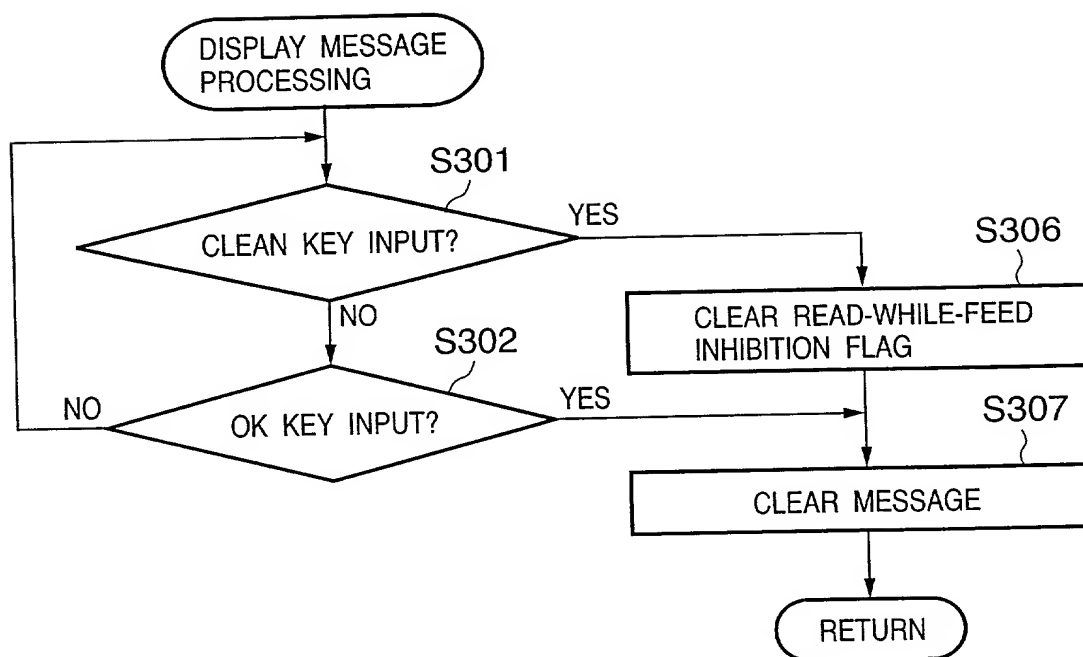 DISPLAY MESSAGE
PROCESSING
S301
CLEAN KEY INPUT?
YES
S306
CLEAR READ-WHILE-FEED
INHIBITION FLAG
NO
S302
NO
OK KEY INPUT?
YES
S307
CLEAR MESSAGE
RETURN